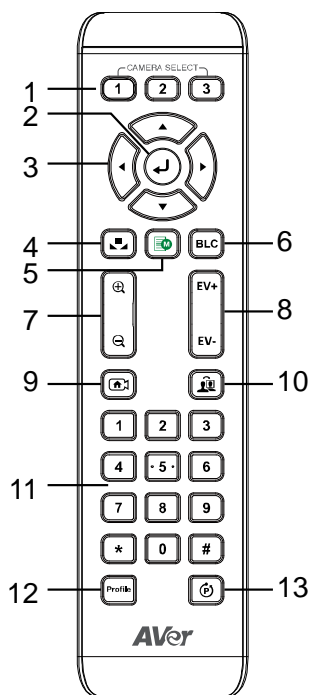 CAMERA SELECT
1 1 2 3
2
3
4 M BLC 6
5
7 EV+ 8
EV-
9 10
1 2 3
4 · 5 · 6
11
7 8 9
* 0 #
12 Profile P 13
AVer